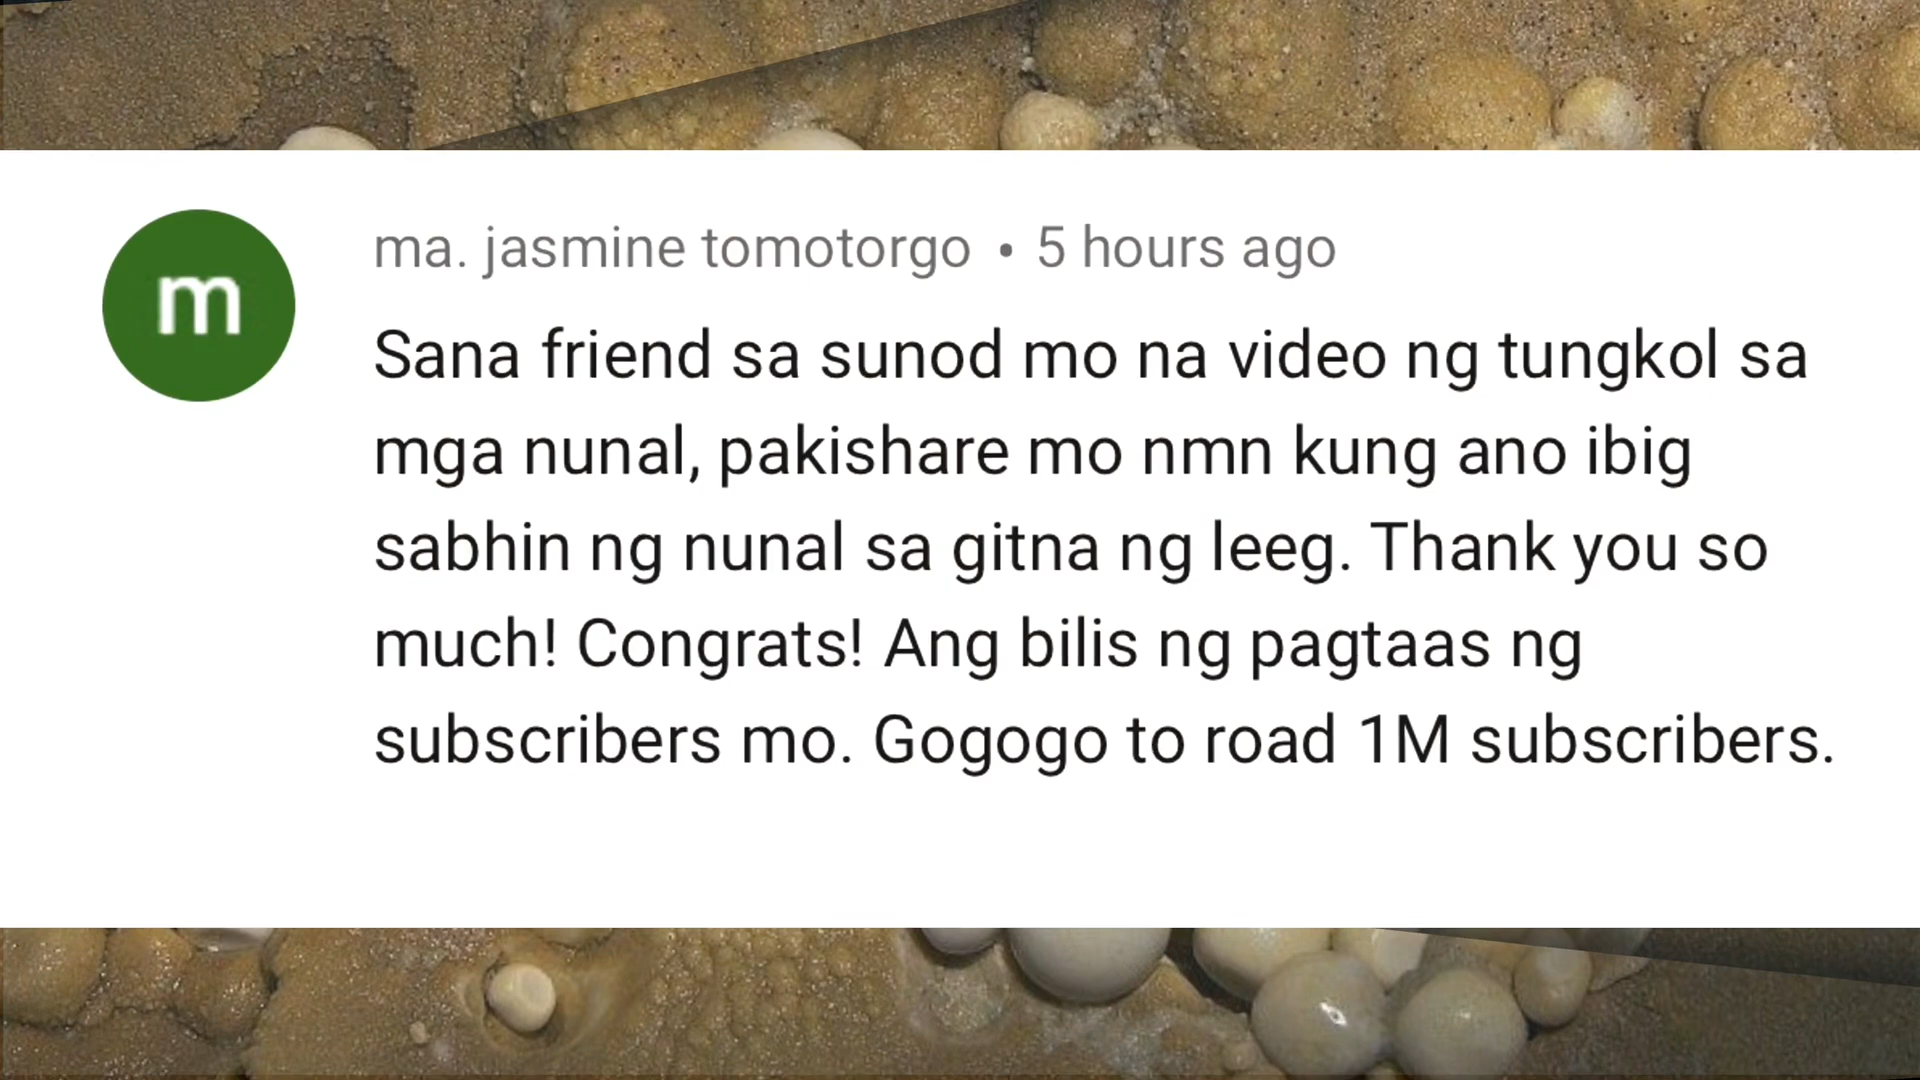 m
ma. jasmine tomotorgo • 5 hours ago
Sana friend sa sunod mo na video ng tungkol sa
mga nunal, pakishare mo nmn kung ano ibig
sabhin ng nunal sa gitna ng leeg. Thank you so
much! Congrats! Ang bilis ng pagtaas ng
subscribers mo. Gogogo to road 1M subscribers.